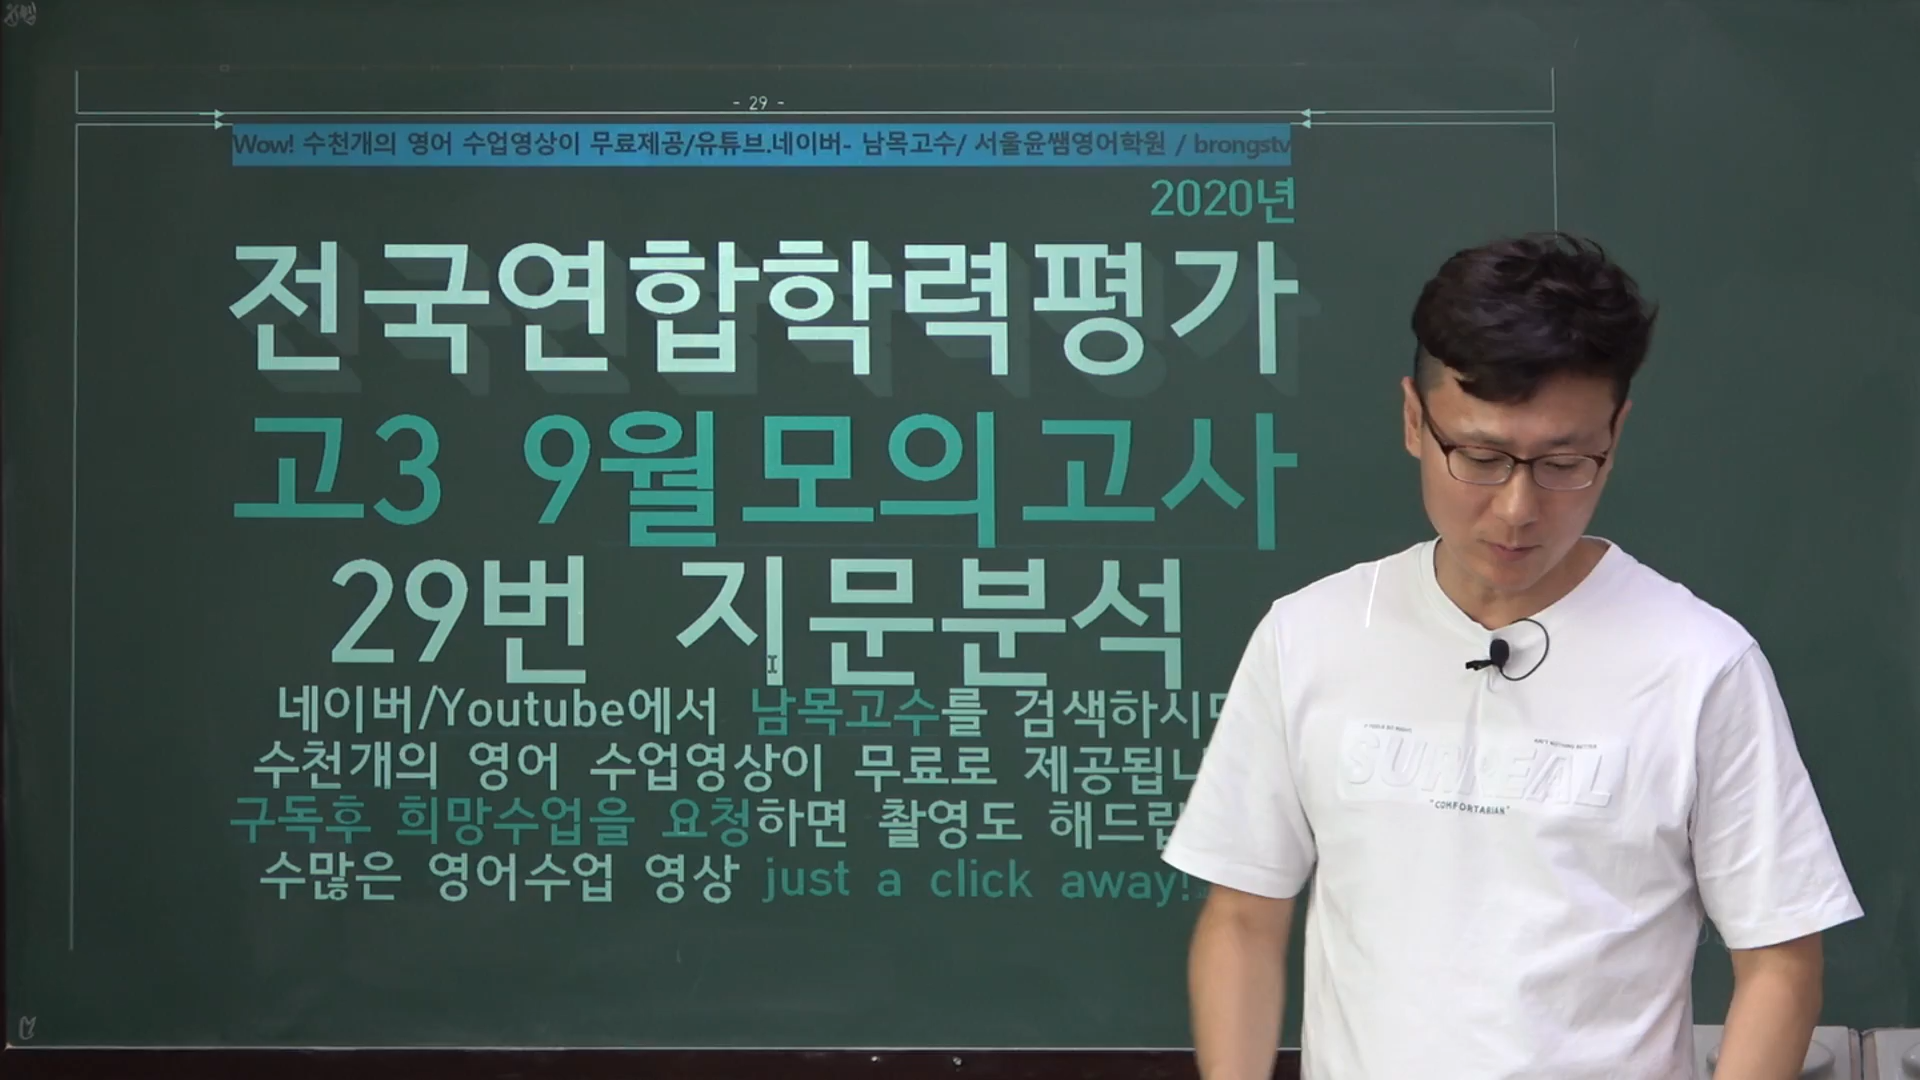 - 29 -
Wow! 수천개의 영어 수업영상이 무료제공/유튜브.네이버- 남목고수/ 서울윤쌤영어학원 / brongstv
2020년
전국연합학력평가
고3 9월모의고사
29번 지문분석
네이버/Youtube에서 남목고수를 검색하시
수천개의 영어 수업영상이 무료로 제공됩
구독후 희망수업을 요청하면 촬영도 해드립
수많은 영어수업 영상 just a click away!
SURREAL
"COMFORTABIAN"